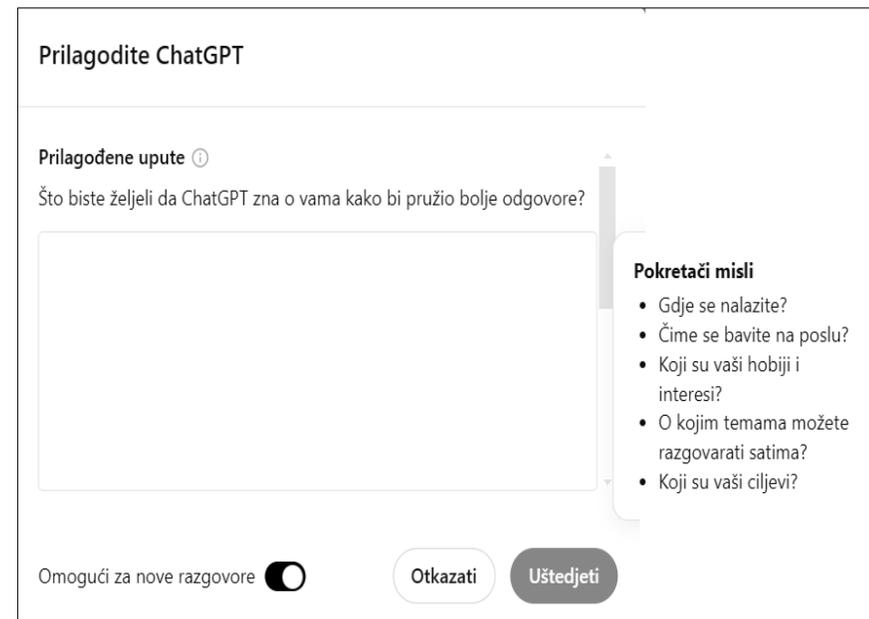 Prilagodite ChatGPT
Prilagođene upute
Što biste željeli da ChatGPT zna o vama kako bi pružio bolje odgovore?
Pokretači misli
• Gdje se nalazite?
• Čime se bavite na poslu?
• Koji su vaši hobiji i
interesi?
• O kojim temama možete
razgovarati satima?
• Koji su vaši ciljevi?
Omogući za nove razgovore
Otkazati
Uštedjeti